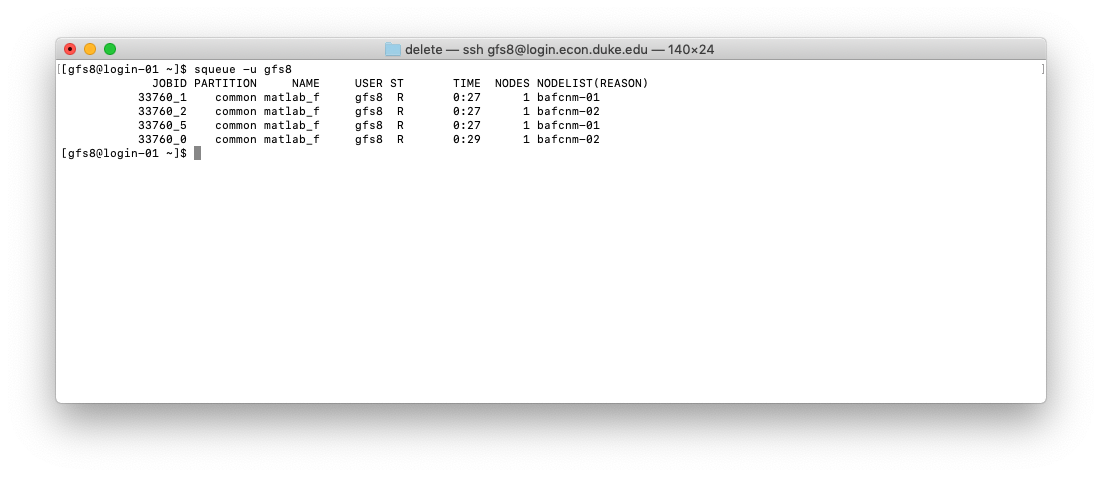 delete — ssh gfs8@login.econ.duke.edu — 140×24
[[gfs8@login-01 ~]$ squeue -u gfs8 ]
JOBID PARTITION NAME USER ST TIME NODES NODELIST(REASON)
33760_1 common matlab_f gfs8 R 0:27 1 bafcnm-01
33760_2 common matlab_f gfs8 R 0:27 1 bafcnm-02
33760_5 common matlab_f gfs8 R 0:27 1 bafcnm-01
33760_0 common matlab_f gfs8 R 0:29 1 bafcnm-02
[gfs8@login-01 ~]$